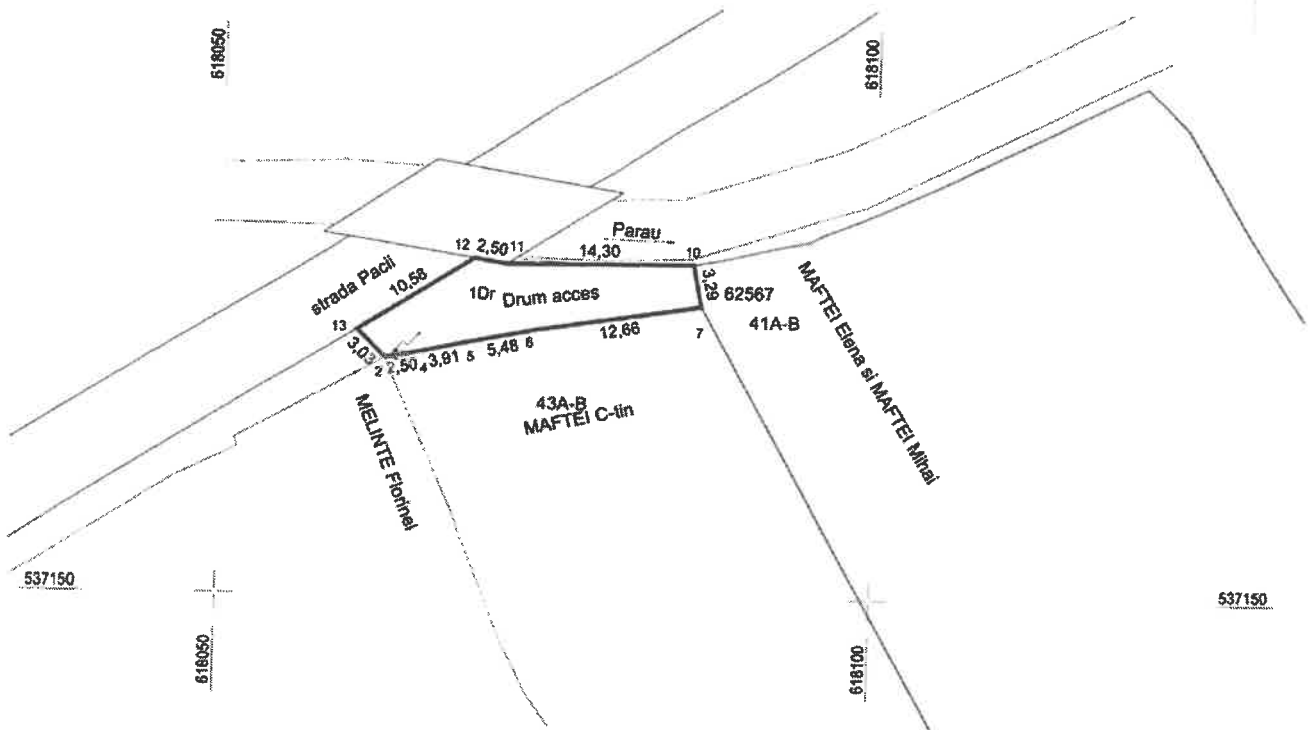 618050
618100
Parau
12 2,50 11 14,30 10
strada Pacii
10,58
1Dr Drum acces
3,29 62567
41A-B
MAFTEI Elena si MAFTEI Mihai
13
3,03
2 2,50 4 3,91 5 5,48 6 12,66 7
43A-B
MAFTEI C-tin
MELINTE Florinel
537150
537150
618050
618100